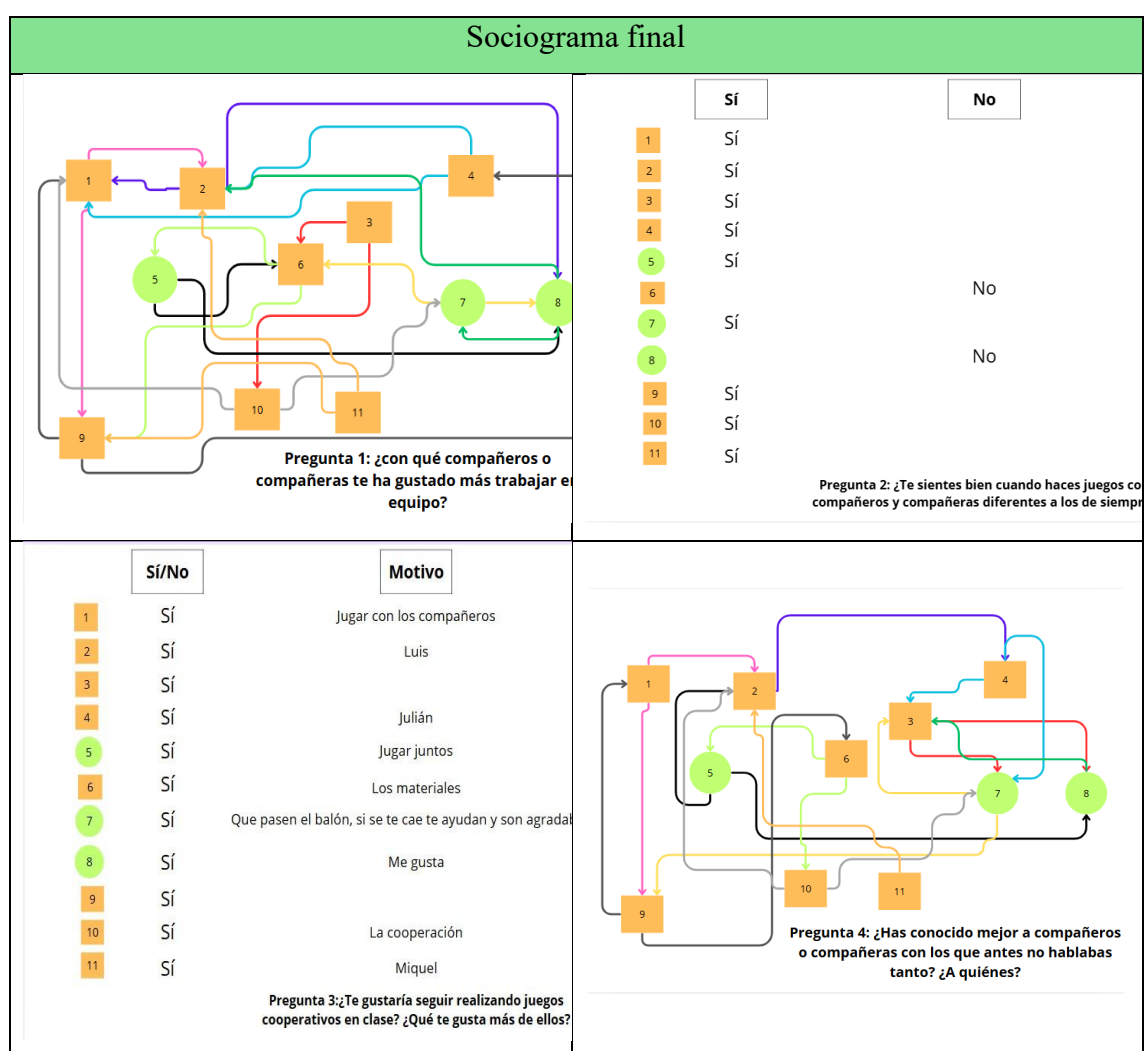 Sociograma final
1
2
4
3
6
5
7
8
10
11
9
Pregunta 1: ¿con qué compañeros o
compañeras te ha gustado más trabajar en
equipo?
Sí No
1 Sí
2 Sí
3 Sí
4 Sí
5 Sí
6 No
7 Sí
8 No
9 Sí
10 Sí
11 Sí
Pregunta 2: ¿Te sientes bien cuando haces juegos co
compañeros y compañeras diferentes a los de siempr
Sí/No Motivo
1 Sí Jugar con los compañeros
2 Sí Luis
3 Sí
4 Sí Julián
5 Sí Jugar juntos
6 Sí Los materiales
7 Sí Que pasen el balón, si se te cae te ayudan y son agradab
8 Sí Me gusta
9 Sí
10 Sí La cooperación
11 Sí Miquel
Pregunta 3:¿Te gustaría seguir realizando juegos
cooperativos en clase? ¿Qué te gusta más de ellos?
1
2
4
3
6
5
7
8
10
11
9
Pregunta 4: ¿Has conocido mejor a compañeros
o compañeras con los que antes no hablabas
tanto? ¿A quiénes?